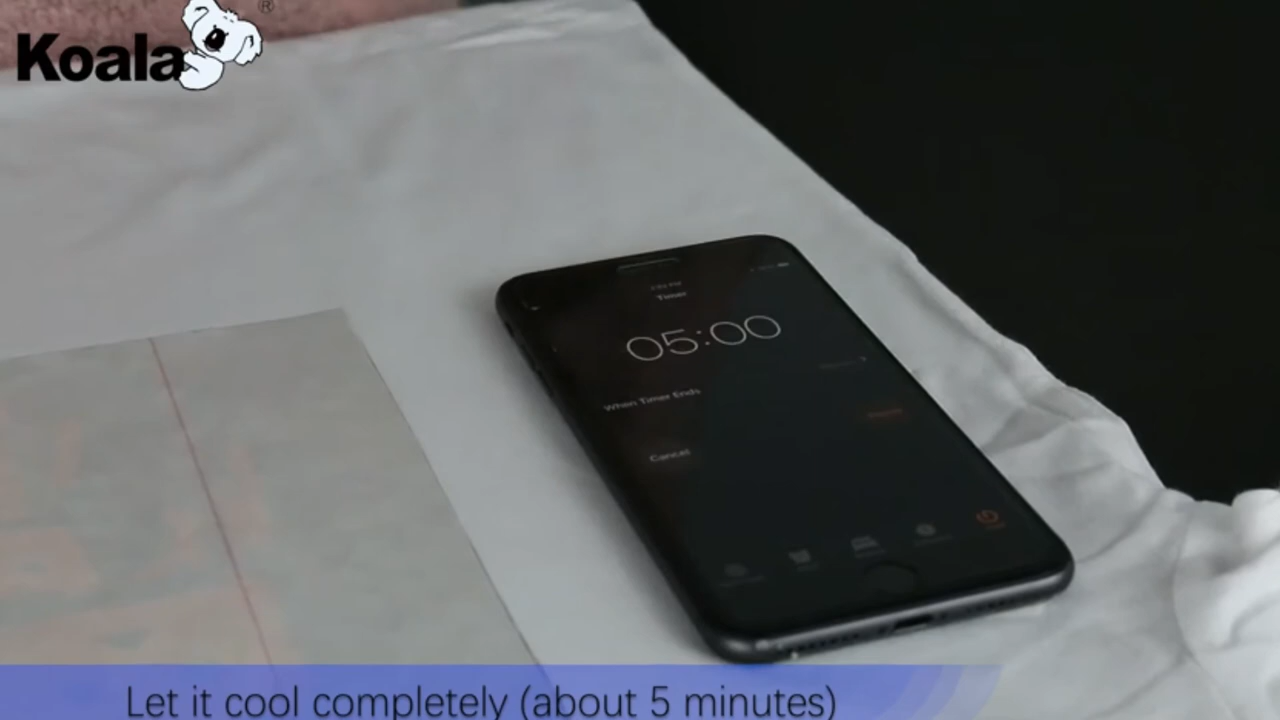 Koala®
Timer
05:00
When Timer Ends
Cancel
Let it cool completely (about 5 minutes)